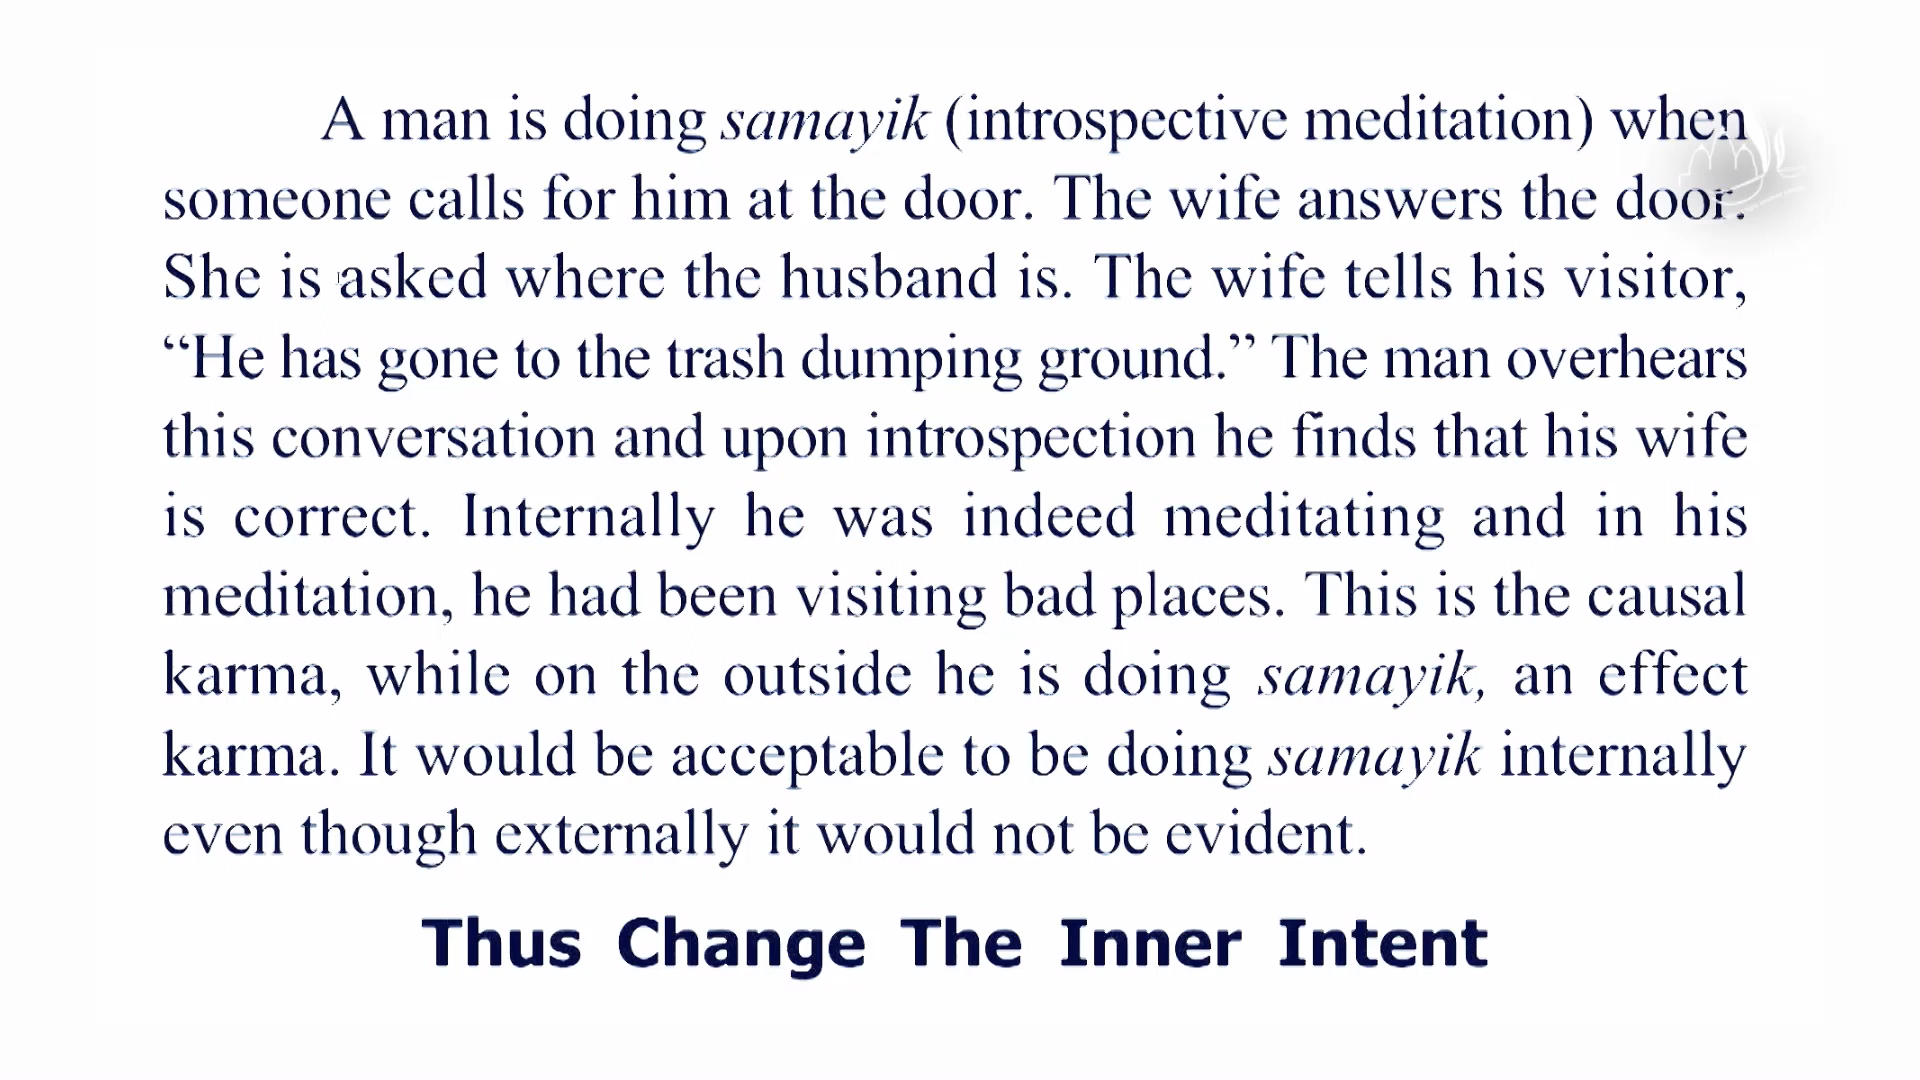 A man is doing samayik (introspective meditation) when
someone calls for him at the door. The wife answers the door.
She is asked where the husband is. The wife tells his visitor,
“He has gone to the trash dumping ground.” The man overhears
this conversation and upon introspection he finds that his wife
is correct. Internally he was indeed meditating and in his
meditation, he had been visiting bad places. This is the causal
karma, while on the outside he is doing samayik, an effect
karma. It would be acceptable to be doing samayik internally
even though externally it would not be evident.
Thus Change The Inner Intent